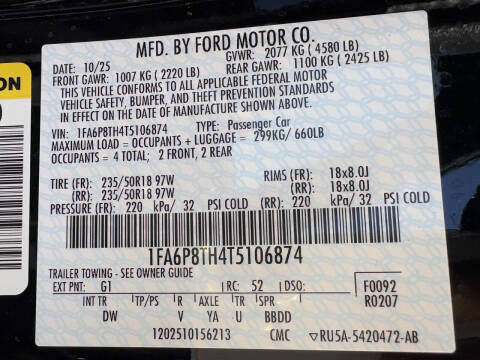 MFD. BY FORD MOTOR CO.
DATE: 10/25 GVWR: 2077 KG (4580 LB)
FRONT GAWR: 1007 KG (2220 LB) REAR GAWR: 1100 KG (2425 LB)
THIS VEHICLE CONFORMS TO ALL APPLICABLE FEDERAL MOTOR
VEHICLE SAFETY, BUMPER, AND THEFT PREVENTION STANDARDS
IN EFFECT ON THE DATE OF MANUFACTURE SHOWN ABOVE.
VIN: 1FA6P8TH4T5106874 TYPE: Passenger Car
MAXIMUM LOAD = OCCUPANTS + LUGGAGE = 299KG/ 660LB
OCCUPANTS = 4 TOTAL; 2 FRONT, 2 REAR
TIRE (FR): 235/50R18 97W RIMS (FR): 18x8.0J
(RR): 235/50R18 97W (RR): 18x8.0J
PRESSURE (FR): 220 kPa/ 32 PSI COLD (RR): 220 kPa/ 32 PSI COLD
1FA6P8TH4T5106874
TRAILER TOWING - SEE OWNER GUIDE
EXT PNT: G1 RC: 52 DSO: F0092
INT TR TP/PS R AXLE TR SPR R0207
DW V YA U BBDD
1202510156213 CMC ▽RU5A-5420472-AB
ON